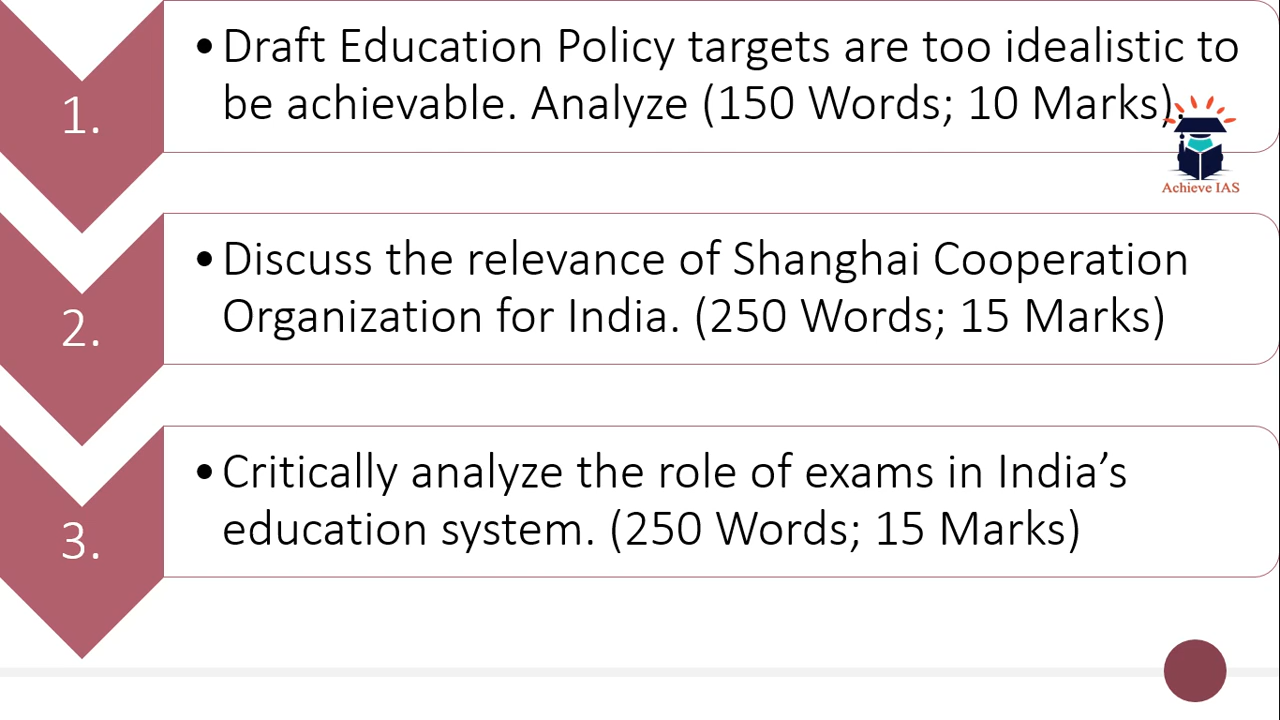 1.
• Draft Education Policy targets are too idealistic to
be achievable. Analyze (150 Words; 10 Marks).
Achieve IAS
2.
• Discuss the relevance of Shanghai Cooperation
Organization for India. (250 Words; 15 Marks)
3.
• Critically analyze the role of exams in India’s
education system. (250 Words; 15 Marks)